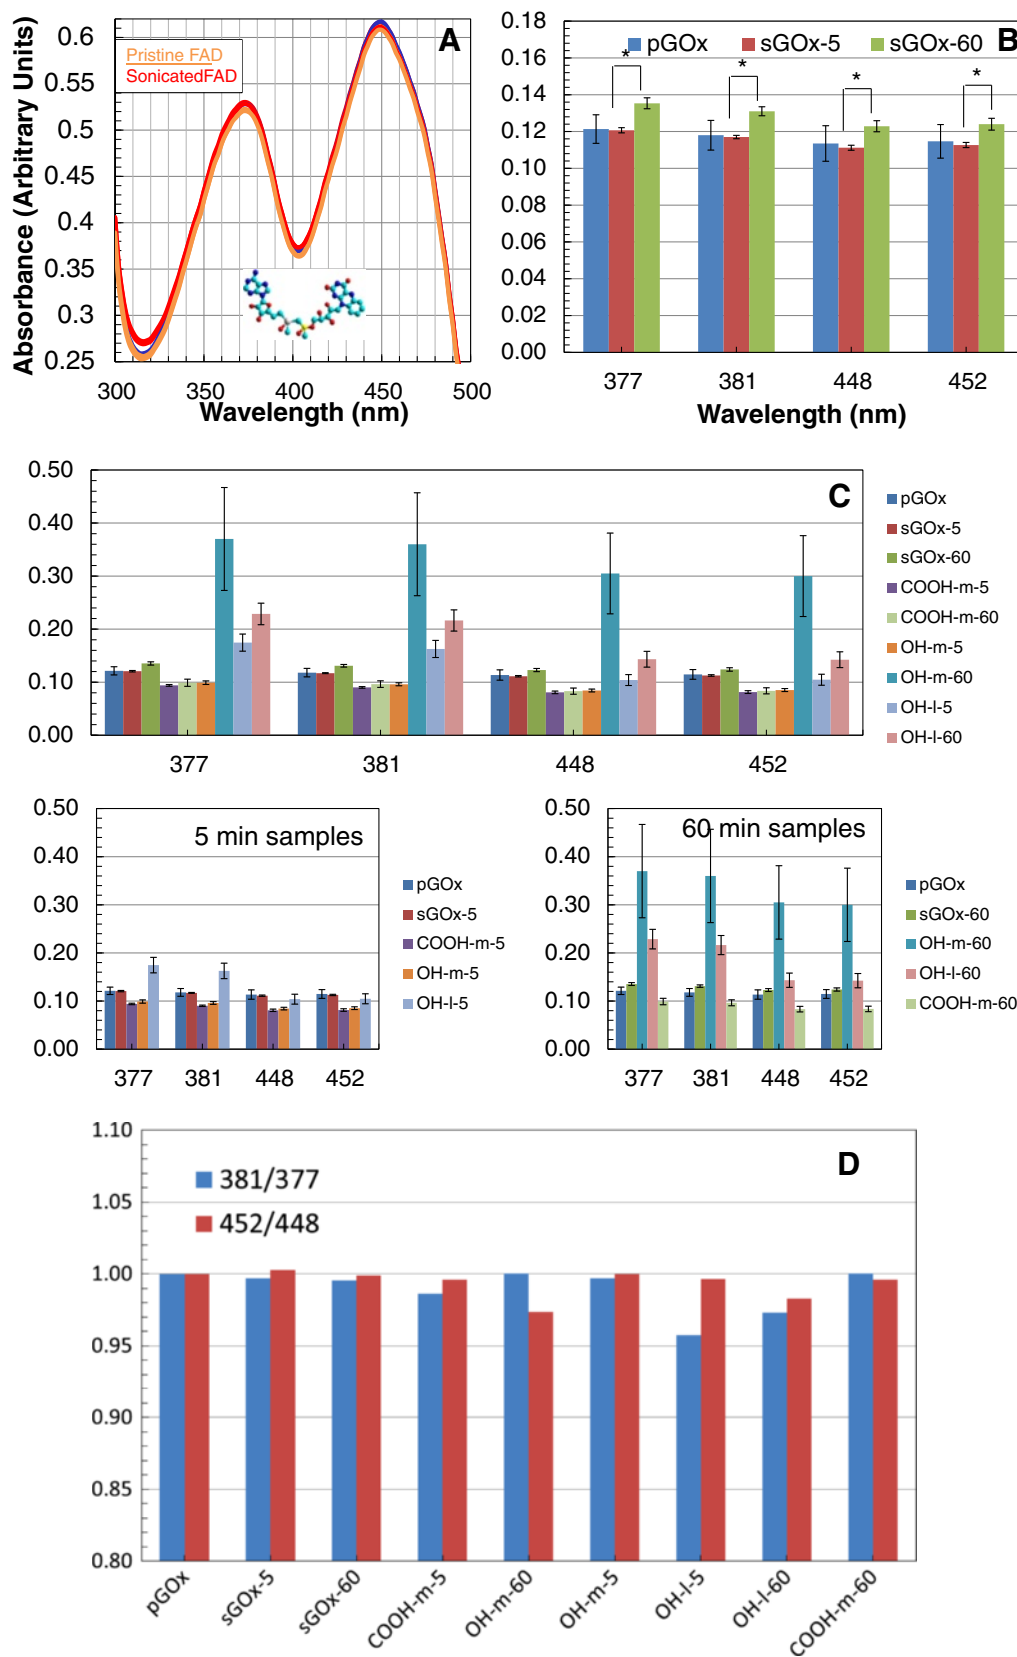 A
Absorbance (Arbitrary Units)
0.6
0.55
0.5
0.45
0.4
0.35
0.3
0.25
Pristine FAD
SonicatedFAD
300 350 400 450 500
Wavelength (nm)
B
0.18
0.16
0.14
0.12
0.10
0.08
0.06
0.04
0.02
0.00
pGOx sGOx-5 sGOx-60
* * * *
377 381 448 452
Wavelength (nm)
C
0.50
0.40
0.30
0.20
0.10
0.00
377 381 448 452
pGOx
sGOx-5
sGOx-60
COOH-m-5
COOH-m-60
OH-m-5
OH-m-60
OH-l-5
OH-l-60
5 min samples
0.50
0.40
0.30
0.20
0.10
0.00
377 381 448 452
pGOx
sGOx-5
COOH-m-5
OH-m-5
OH-l-5
60 min samples
0.50
0.40
0.30
0.20
0.10
0.00
377 381 448 452
pGOx
sGOx-60
OH-m-60
OH-l-60
COOH-m-60
D
1.10
1.05
1.00
0.95
0.90
0.85
0.80
381/377
452/448
pGOx
sGOx-5
sGOx-60
COOH-m-5
OH-m-60
OH-m-5
OH-l-5
OH-l-60
COOH-m-60